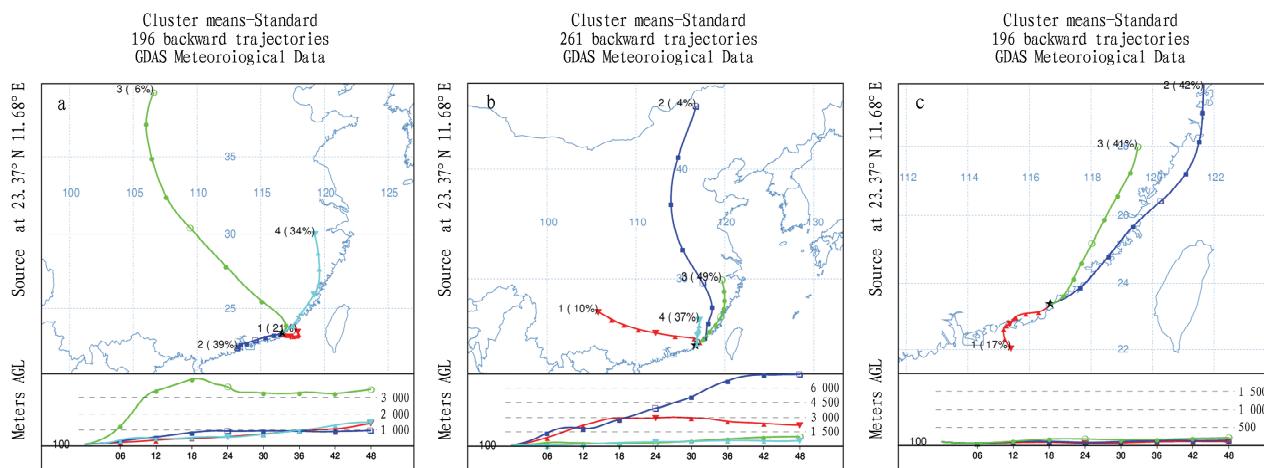 Cluster means-Standard
196 backward trajectories
GDAS Meteoroiogical Data
Source at 23.37° N 11.68° E
Meters AGL
a
3 ( 6%)
35
100 105 110 115 120 125
30
4 ( 34%)
25
1 ( 21%)
2 ( 39%)
3 000
2 000
1 000
100
06 12 18 24 30 36 42 48
Cluster means-Standard
261 backward trajectories
GDAS Meteoroiogical Data
Source at 23.37° N 11.68° E
Meters AGL
b
2 ( 4%)
40
100 110 120 130
3 (49%)
1 ( 10%)
4 ( 37%)
6 000
4 500
3 000
1 500
100
06 12 18 24 30 36 42 48
Cluster means-Standard
196 backward trajectories
GDAS Meteoroiogical Data
Source at 23.37° N 11.68° E
Meters AGL
c
2 ( 42%)
3 ( 41%)
28
112 114 116 118 120 122
26
24
22
1 ( 17%)
1 500
1 000
500
100
06 12 18 24 30 36 42 48